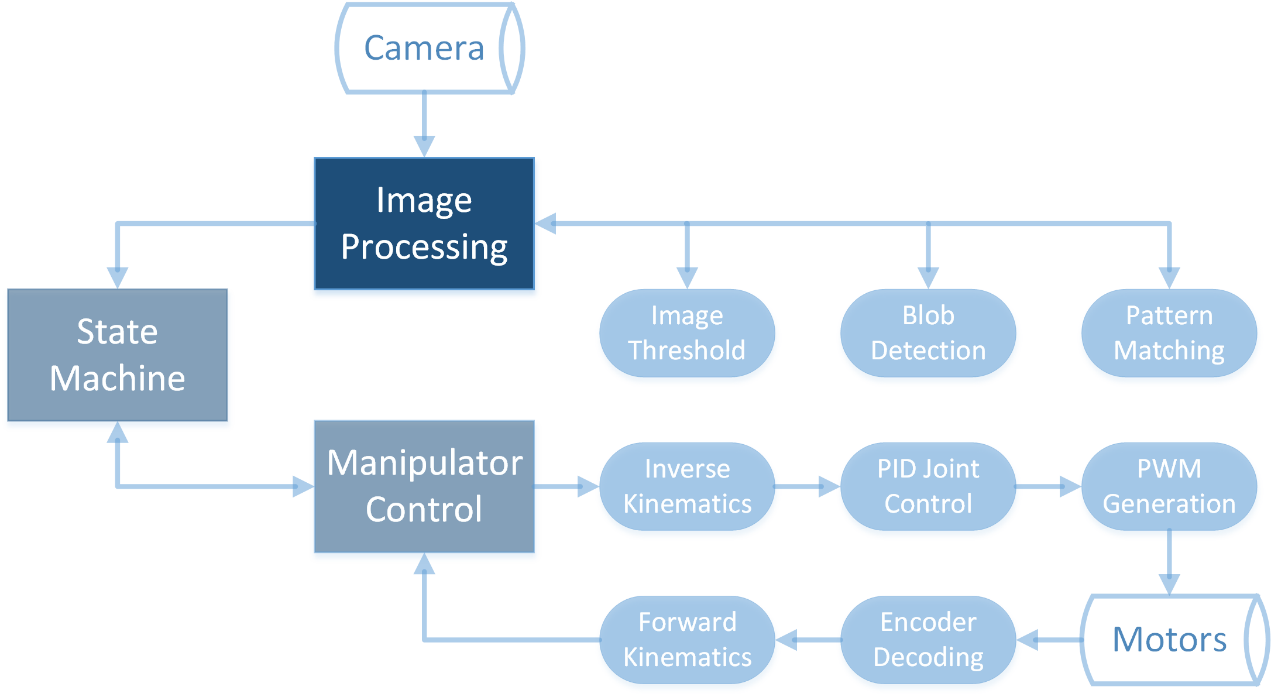 Camera
Image
Processing
State
Machine
Image
Threshold
Blob
Detection
Pattern
Matching
Manipulator
Control
Inverse
Kinematics
PID Joint
Control
PWM
Generation
Forward
Kinematics
Encoder
Decoding
Motors